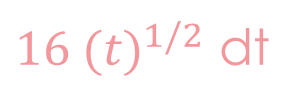 16 (t)^{1/2} dt